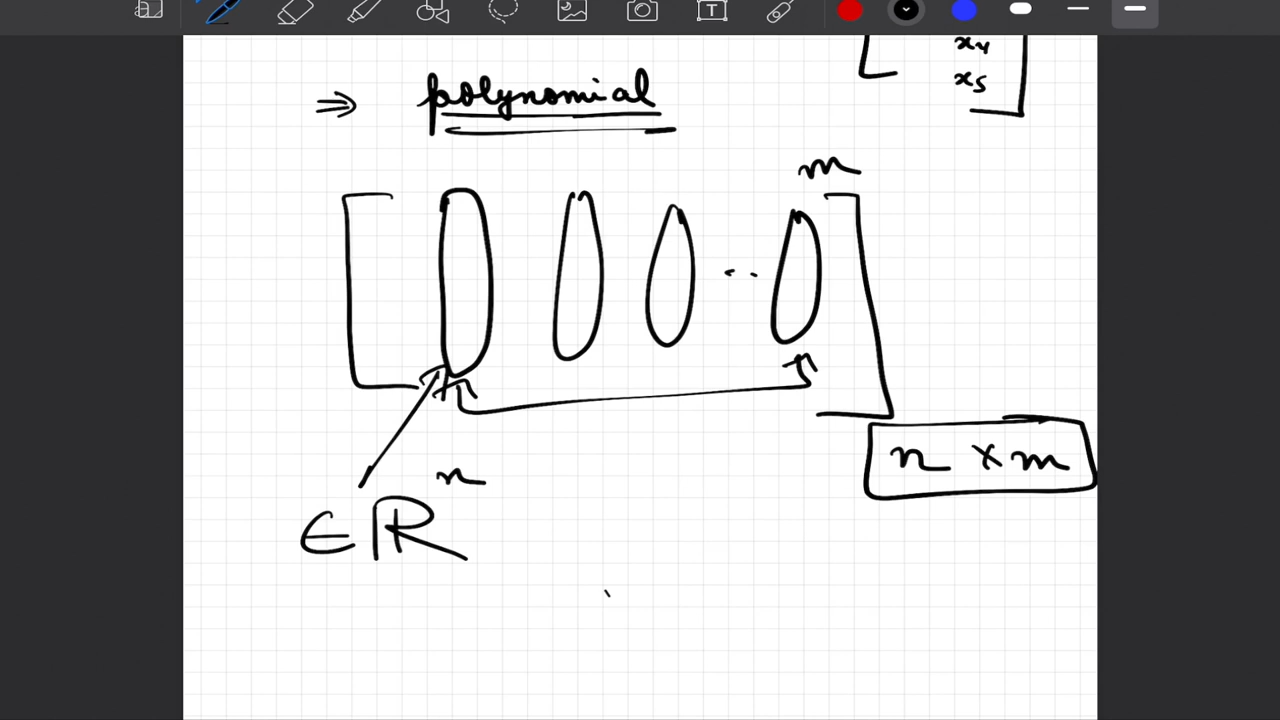 x4
x5
⇒ polynomial
m
n × m
n
∈ ℝ